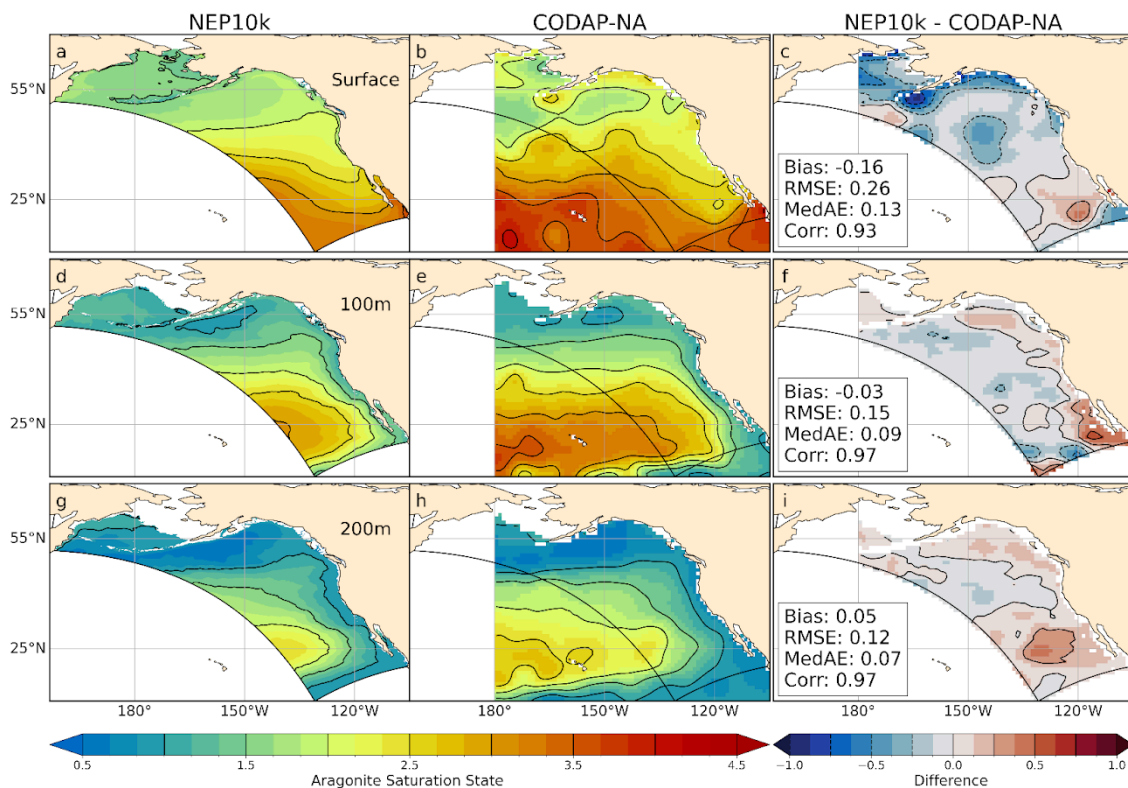 NEP10k
CODAP-NA
NEP10k - CODAP-NA
a
Surface
55°N
25°N
b
c
Bias: -0.16
RMSE: 0.26
MedAE: 0.13
Corr: 0.93
d
100m
55°N
25°N
e
f
Bias: -0.03
RMSE: 0.15
MedAE: 0.09
Corr: 0.97
g
200m
55°N
25°N
h
i
Bias: 0.05
RMSE: 0.12
MedAE: 0.07
Corr: 0.97
180° 150°W 120°W
180° 150°W 120°W
180° 150°W 120°W
0.5 1.5 2.5 3.5 4.5
Aragonite Saturation State
−1.0 −0.5 0.0 0.5 1.0
Difference